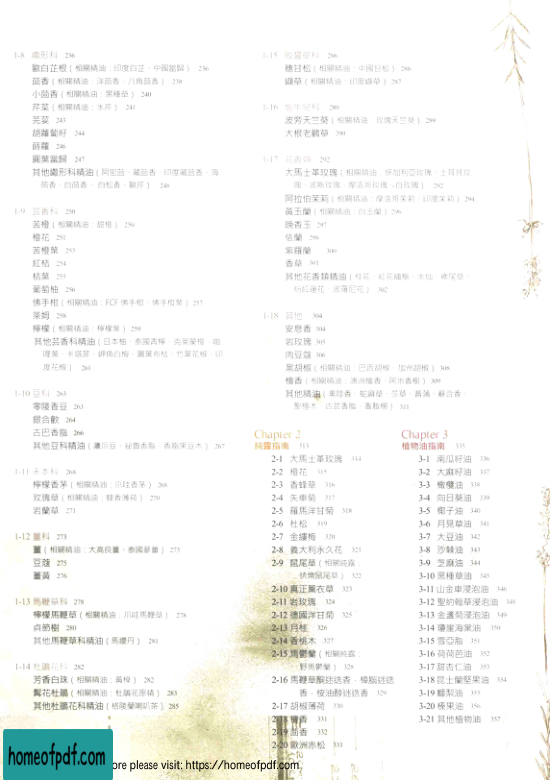 1-8 繖形科 236
歐白芷根（相關精油：印度白芷、中國當歸） 236
茴香（相關精油：洋茴香、八角茴香） 238
小茴香（相關精油：黑種草） 240
芹菜（相關精油：水芹） 241
芫荽 243
胡蘿蔔籽 244
蒔蘿 246
圓葉當歸 247
其他繖形科精油（阿密茴、藏茴香、印度藏茴香、海
茴香、白茴香、白松香、歐芹） 248
1-9 芸香科 250
苦橙（相關精油：甜橙） 250
橙花 251
苦橙葉 253
紅桔 254
桔葉 255
葡萄柚 256
佛手柑（相關精油：FCF 佛手柑、佛手柑葉）257
萊姆 258
檸檬（相關精油：檸檬葉） 259
其他芸香科精油（日本柚、泰國青檸、克萊蒙橙、咖
哩葉、卡塔菲、岬角白梅、圓葉布枯、竹葉花椒、印
度花椒） 261
1-10 豆科 263
零陵香豆 263
銀合歡 264
古巴香脂 266
其他豆科精油（鷹爪豆、秘魯香脂、香脂果豆木） 267
1-11 禾本科 268
檸檬香茅（相關精油：爪哇香茅） 268
玫瑰草（相關精油：薑香薄荷） 270
岩蘭草 271
1-12 薑科 273
薑（相關精油：大高良薑、泰國蔘薑） 273
豆蔻 275
薑黃 276
1-13 馬鞭草科 278
檸檬馬鞭草（相關精油：爪哇馬鞭草） 278
貞節樹 280
其他馬鞭草科精油（馬纓丹） 281
1-14 杜鵑花科 282
芳香白珠（相關精油：黃樺） 282
髯花杜鵑（相關精油：杜鵑花原精） 283
其他杜鵑花科精油（格陵蘭喇叭茶） 285
1-15 敗醬草科 286
穗甘松（相關精油：中國甘松） 286
纈草（相關精油：印度纈草） 287
1-16 牻牛兒科 289
波旁天竺葵（相關精油：玫瑰天竺葵） 289
大根老鸛草 290
1-17 花香類 292
大馬士革玫瑰（相關精油：保加利亞玫瑰、土耳其玫
瑰、波斯玫瑰、摩洛哥玫瑰、白玫瑰） 292
阿拉伯茉莉（相關精油：摩洛哥茉莉、印度茉莉） 294
黃玉蘭（相關精油：白玉蘭） 296
晚香玉 297
依蘭 298
紫羅蘭 300
香草 301
其他花香類精油（桂花、紅花緬梔、水仙、鷹爪草、
粉紅蓮花、波羅尼花） 302
1-18 其他 304
安息香 304
岩玫瑰 305
肉豆蔻 306
黑胡椒（相關精油：巴西胡椒、加州胡椒） 308
檀香（相關精油：澳洲檀香、阿米香樹） 309
其他精油（車路荷、蛇麻草、莎草、菖蒲、蘇合香、
聖檀木、古芸香脂、香脂楊） 311
Chapter 2
純露指南 313
2-1 大馬士革玫瑰 314
2-2 橙花 315
2-3 香蜂草 316
2-4 矢車菊 317
2-5 羅馬洋甘菊 318
2-6 杜松 319
2-7 金縷梅 320
2-8 義大利永久花 321
2-9 鼠尾草（相關純露：
快樂鼠尾草） 322
2-10 真正薰衣草 323
2-11 岩玫瑰 324
2-12 德國洋甘菊 325
2-13 月桂 326
2-14 香桃木 327
2-15 馬鬱蘭（相關純露：
野馬鬱蘭） 328
2-16 馬鞭草酮迷迭香、樟腦迷迭
香、桉油醇迷迭香 329
2-17 胡椒薄荷 330
2-18 檀香 331
2-19 茴香 332
2-20 歐洲赤松 333
Chapter 3
植物油指南 335
3-1 南瓜籽油 336
3-2 大麻籽油 337
3-3 橄欖油 338
3-4 向日葵油 339
3-5 椰子油 340
3-6 月見草油 341
3-7 大豆油 342
3-8 沙棘油 343
3-9 芝麻油 344
3-10 黑種草油 345
3-11 山金車浸泡油 346
3-12 聖約翰草浸泡油 348
3-13 金盞菊浸泡油 349
3-14 瓊崖海棠油 350
3-15 雪亞脂 351
3-16 荷荷芭油 352
3-17 甜杏仁油 353
3-18 昆士蘭堅果油 354
3-19 酪梨油 355
3-20 榛果油 356
3-21 其他植物油 357
homeofpdf.com
ore please visit: https://homeofpdf.com